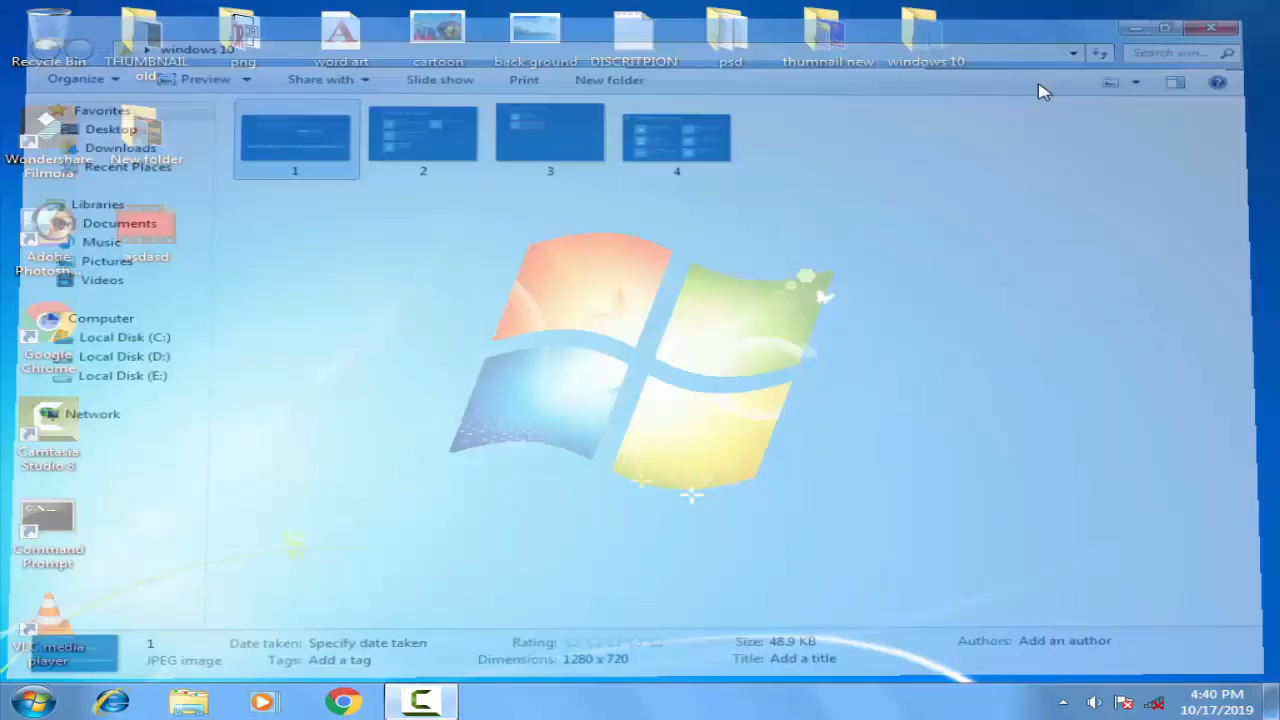 Recycle Bin
THUMBNAIL
old
png
word art
cartoon
back ground
DISCRITPION
psd
thumbnail new
windows 10
windows 10
Search win...
Organize
Preview
Share with
Slide show
Print
New folder
Favorites
Desktop
Downloads
Recent Places
Libraries
Documents
Music
Pictures
Videos
Computer
Local Disk (C:)
Local Disk (D:)
Local Disk (E:)
Network
1
2
3
4
Wondershare
Filmora
New folder
Adobe
Photosh...
asdasd
Google
Chrome
Camtasia
Studio 8
C:\_
Command
Prompt
VLC media
player
1
JPEG image
Date taken: Specify date taken
Tags: Add a tag
Rating:
Dimensions: 1280 x 720
Size: 48.9 KB
Title: Add a title
Authors: Add an author
4:40 PM
10/17/2019